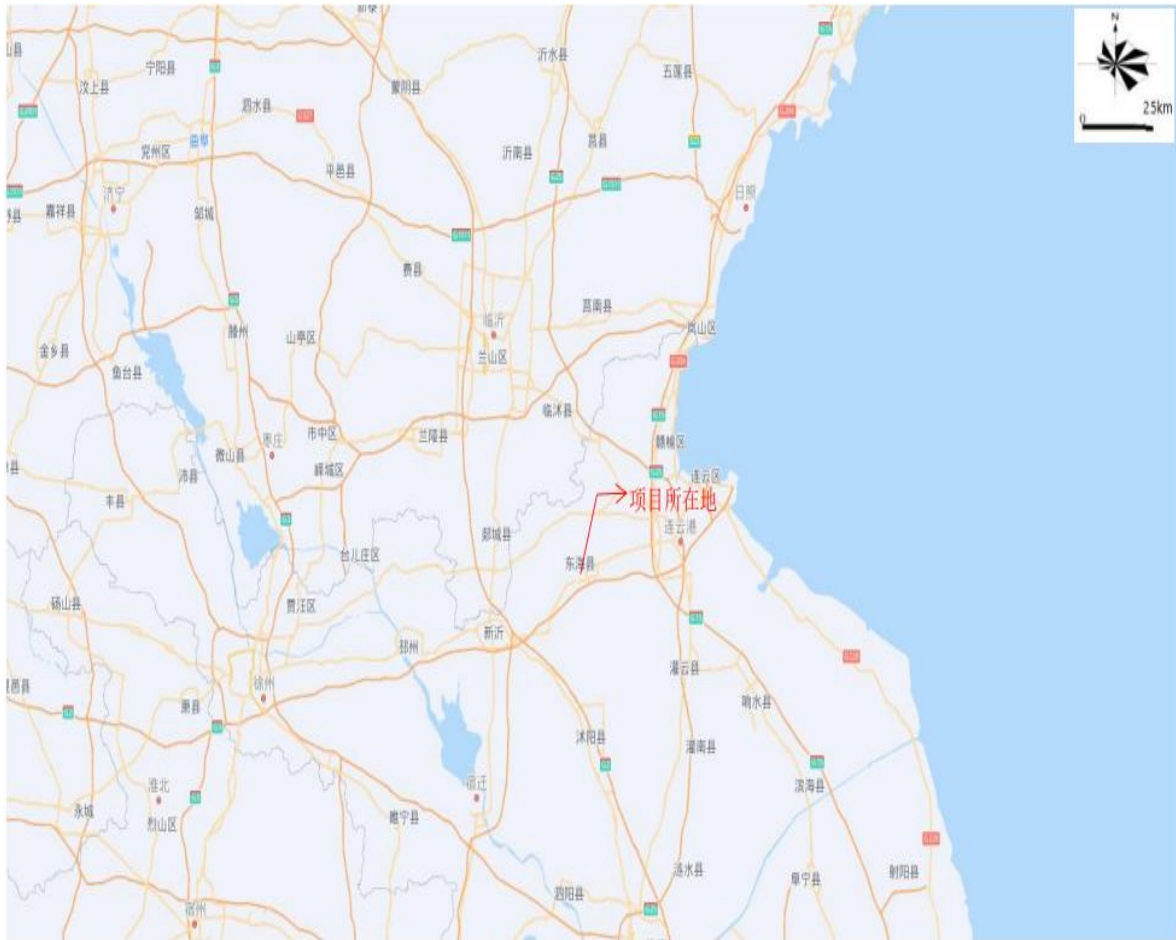 新泰
N
25km
0
宁阳县
沂水县
五莲县
汶上县
蒙阴县
泗水县
曲阜
兖州区
沂南县
莒县
平邑县
济宁
嘉祥县
邹城
日照
费县
莒南县
滕州
山亭区
临沂
岚山区
兰山区
金乡县
鱼台县
临沭县
枣庄
市中区
兰陵县
赣榆区
微山县
峄城区
沛县
连云区
丰县
项目所在地
郯城县
连云港
台儿庄区
东海县
砀山县
贾汪区
新沂
邳州
灌云县
徐州
响水县
萧县
沭阳县
灌南县
淮北
宿迁
滨海县
永城
烈山区
睢宁县
涟水县
阜宁县
射阳县
泗阳县
宿州